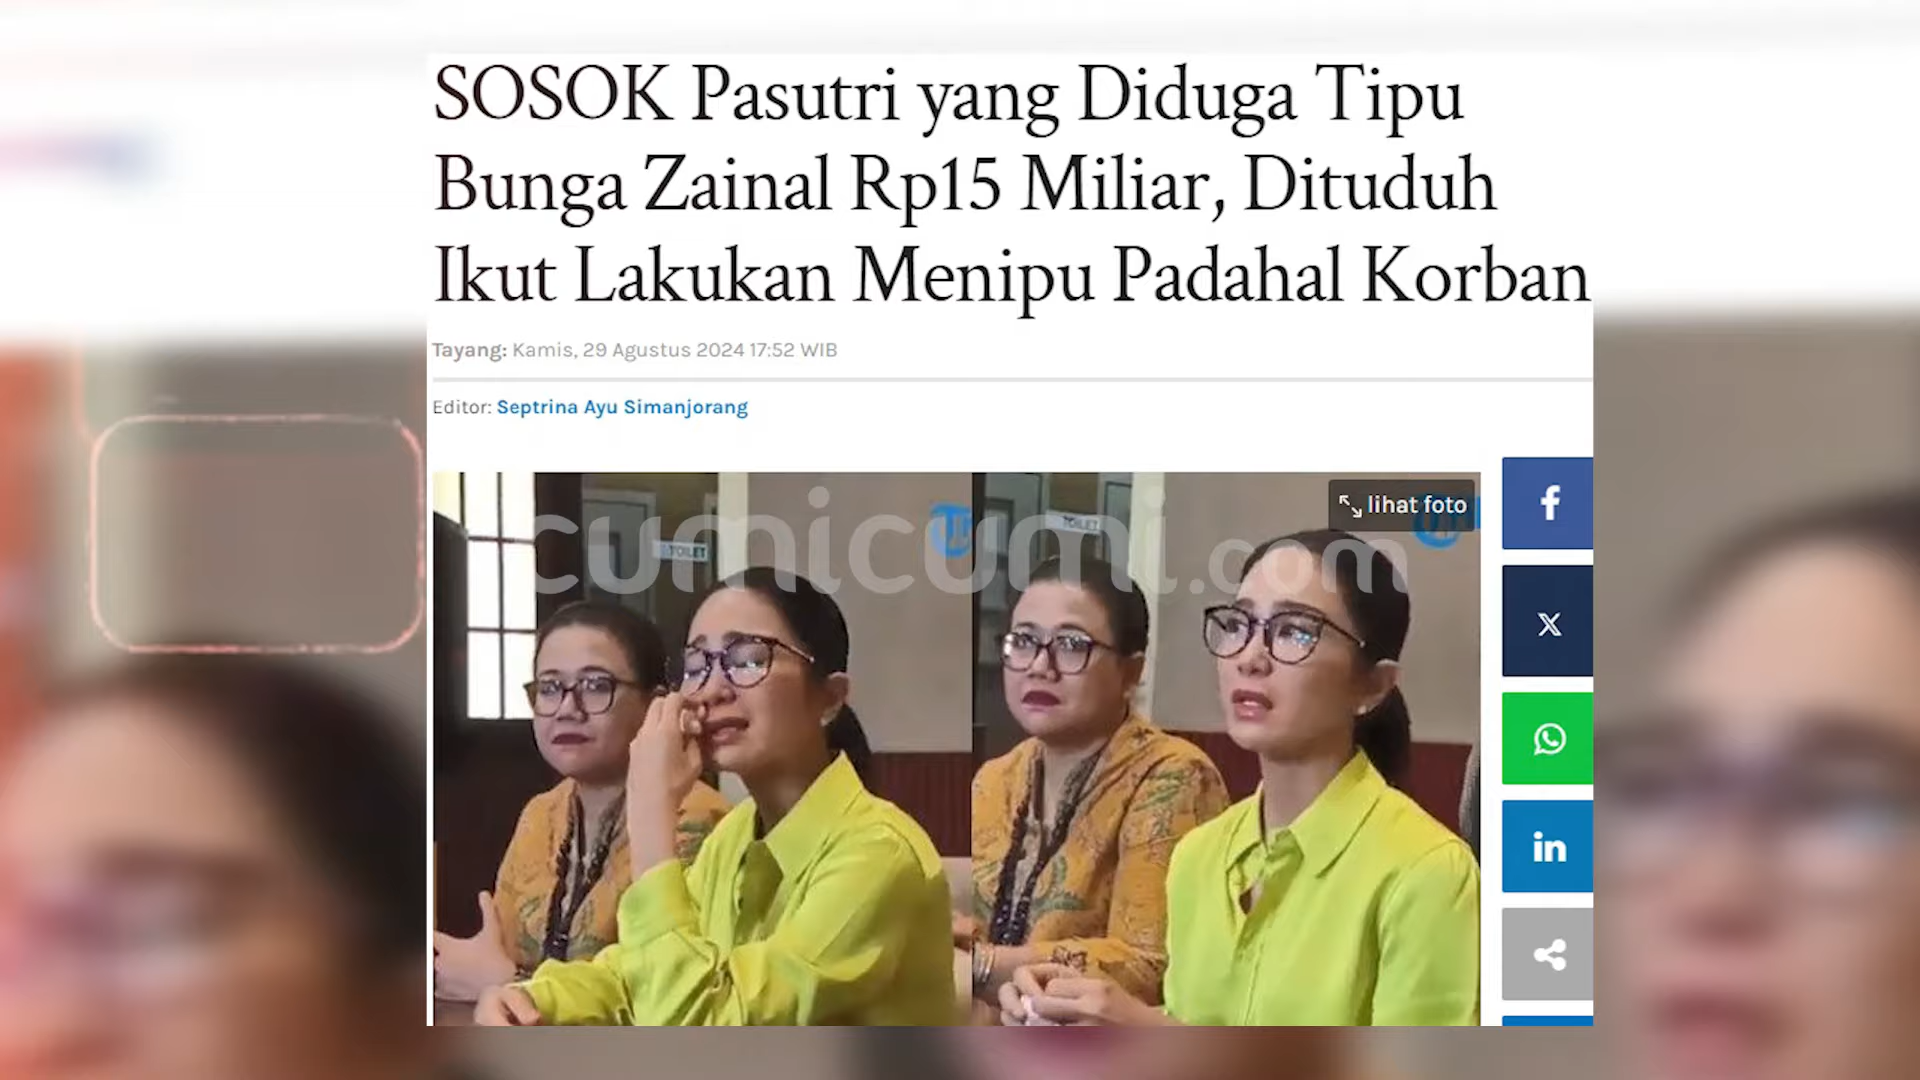 SOSOK Pasutri yang Diduga Tipu
Bunga Zainal Rp15 Miliar, Dituduh
Ikut Lakukan Menipu Padahal Korban
Tayang: Kamis, 29 Agustus 2024 17:52 WIB
Editor: Septrina Ayu Simanjorang
lihat foto
cumicumi.com
TOILET
TOILET